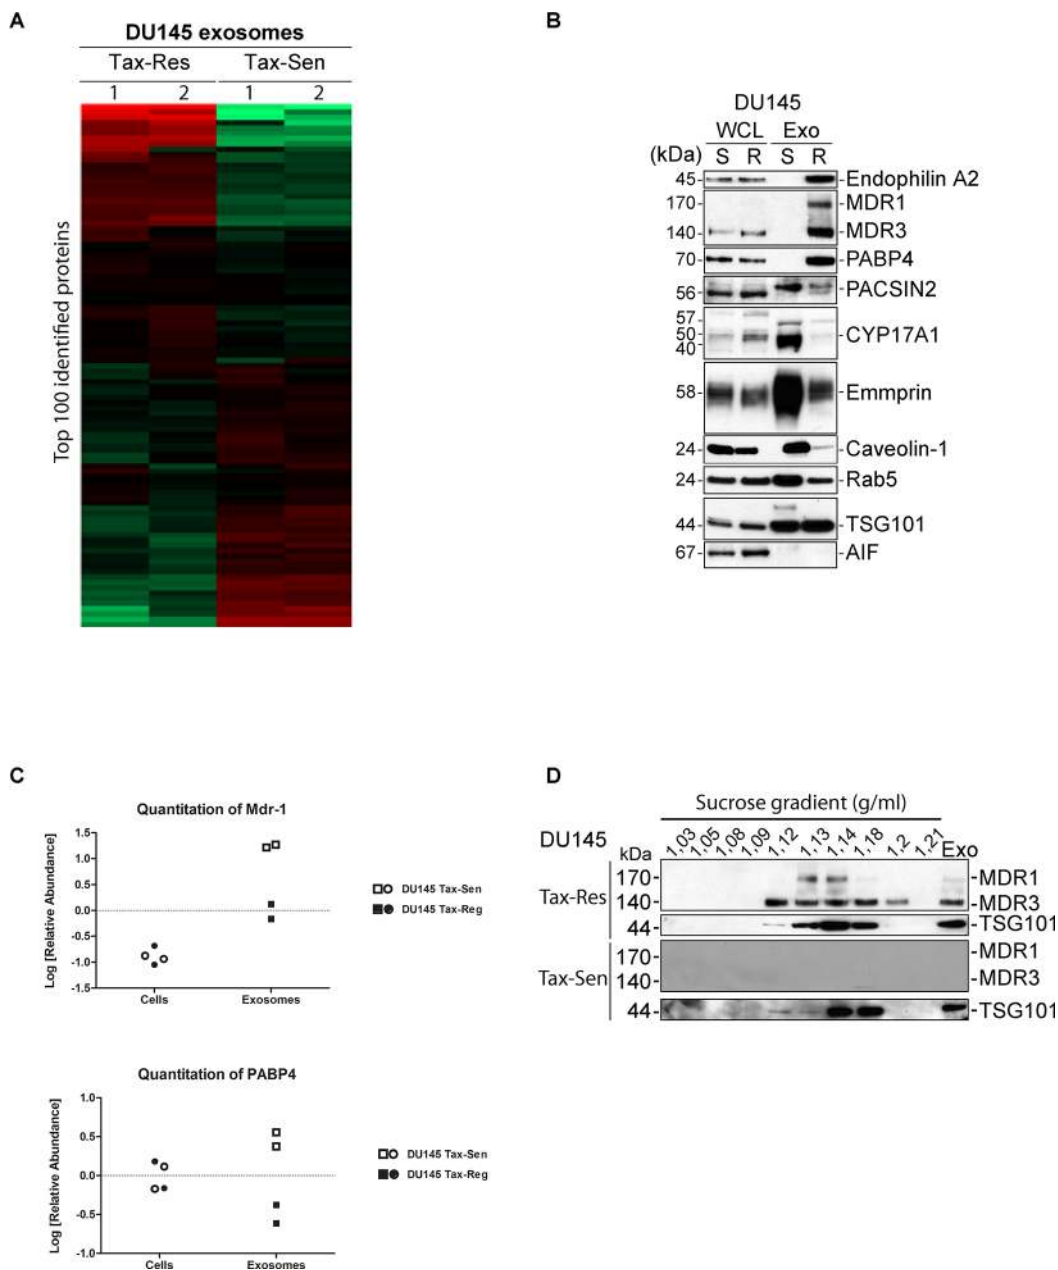 A
DU145 exosomes
Tax-Res Tax-Sen
1 2 1 2
Top 100 identified proteins
B
DU145
WCL Exo
(kDa) S R S R
45- -Endophilin A2
170- -MDR1
140- -MDR3
70- -PABP4
56- -PACSIN2
57-
50- -CYP17A1
40-
58- -Emmprin
24- -Caveolin-1
24- -Rab5
44- -TSG101
67- -AIF
C
Quantitation of Mdr-1
Log [Relative Abundance]
1.5
1.0
0.5
0.0
-0.5
-1.0
-1.5
Cells Exosomes
DU145 Tax-Sen
DU145 Tax-Reg
Quantitation of PABP4
Log [Relative Abundance]
1.0
0.5
0.0
-0.5
-1.0
Cells Exosomes
DU145 Tax-Sen
DU145 Tax-Reg
D
Sucrose gradient (g/ml)
DU145
kDa 1,03 1,05 1,08 1,09 1,12 1,13 1,14 1,18 1,2 1,21 Exo
Tax-Res
170- -MDR1
140- -MDR3
44- -TSG101
Tax-Sen
170- -MDR1
140- -MDR3
44- -TSG101